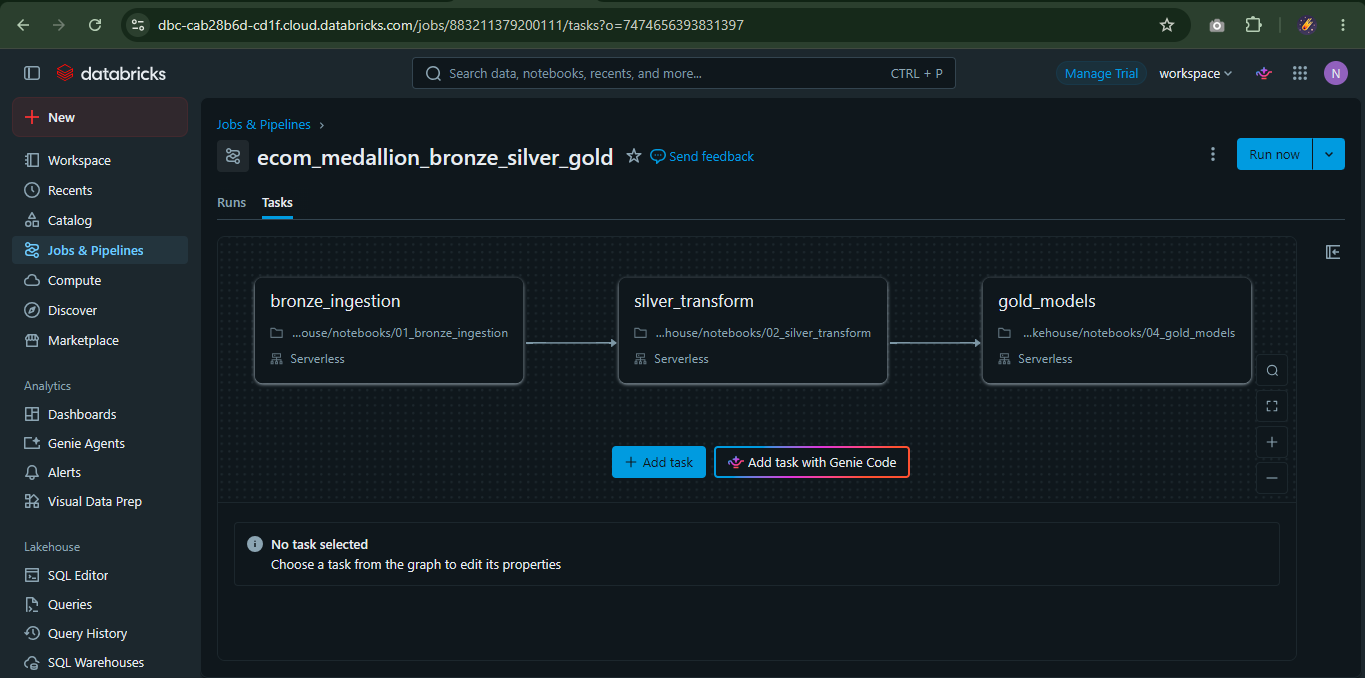 dbc-cab28b6d-cd1f.cloud.databricks.com/jobs/883211379200111/tasks?o=7474656393831397
databricks
Search data, notebooks, recents, and more...
CTRL + P
Manage Trial
workspace
N
New
Workspace
Recents
Catalog
Jobs & Pipelines
Compute
Discover
Marketplace
Analytics
Dashboards
Genie Agents
Alerts
Visual Data Prep
Lakehouse
SQL Editor
Queries
Query History
SQL Warehouses
Jobs & Pipelines
ecom_medallion_bronze_silver_gold
Send feedback
Run now
Runs
Tasks
bronze_ingestion
...ouse/notebooks/01_bronze_ingestion
Serverless
silver_transform
...house/notebooks/02_silver_transform
Serverless
gold_models
...kehouse/notebooks/04_gold_models
Serverless
+ Add task
Add task with Genie Code
No task selected
Choose a task from the graph to edit its properties